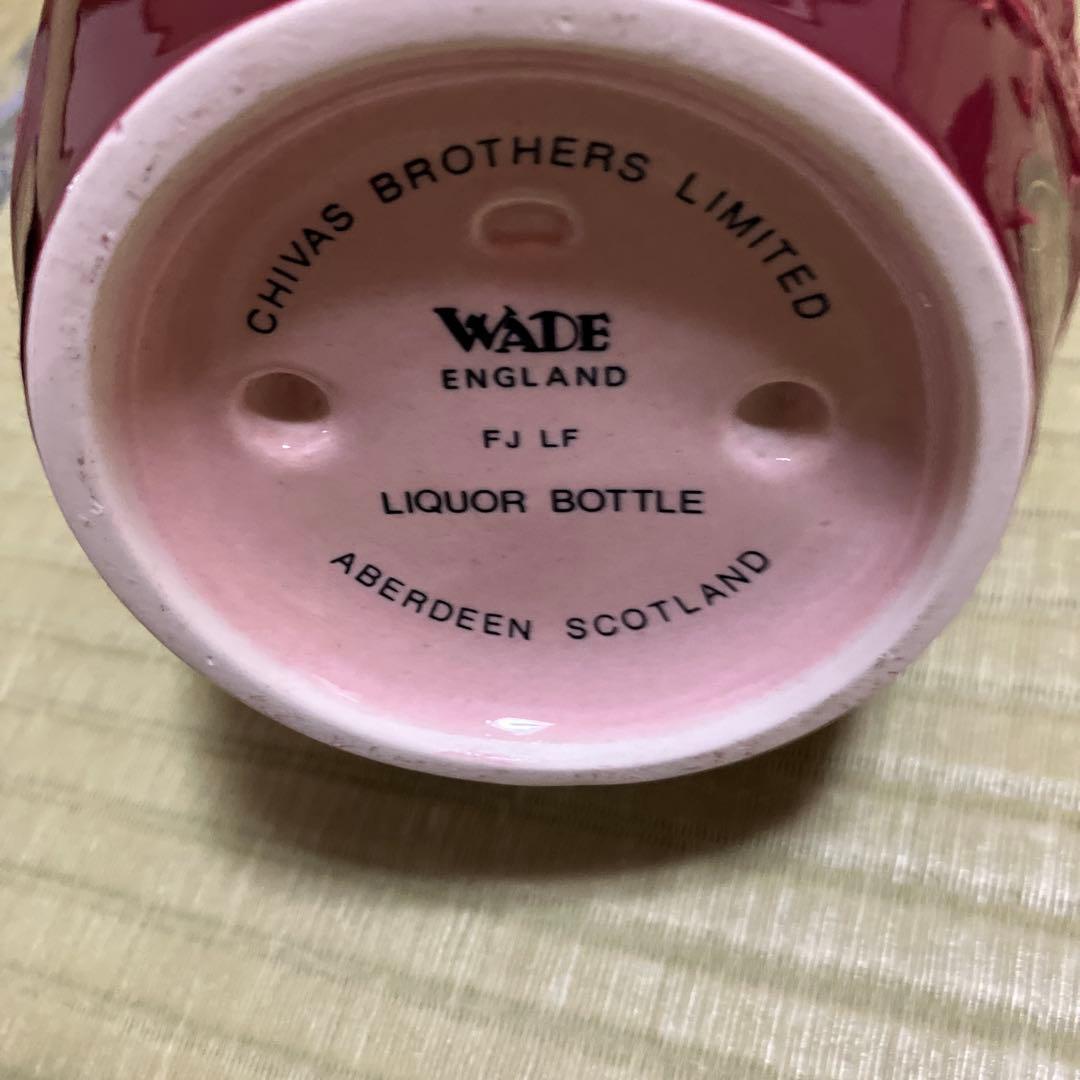 CHIVAS BROTHERS LIMITED
WADE
ENGLAND
FJ LF
LIQUOR BOTTLE
ABERDEEN SCOTLAND